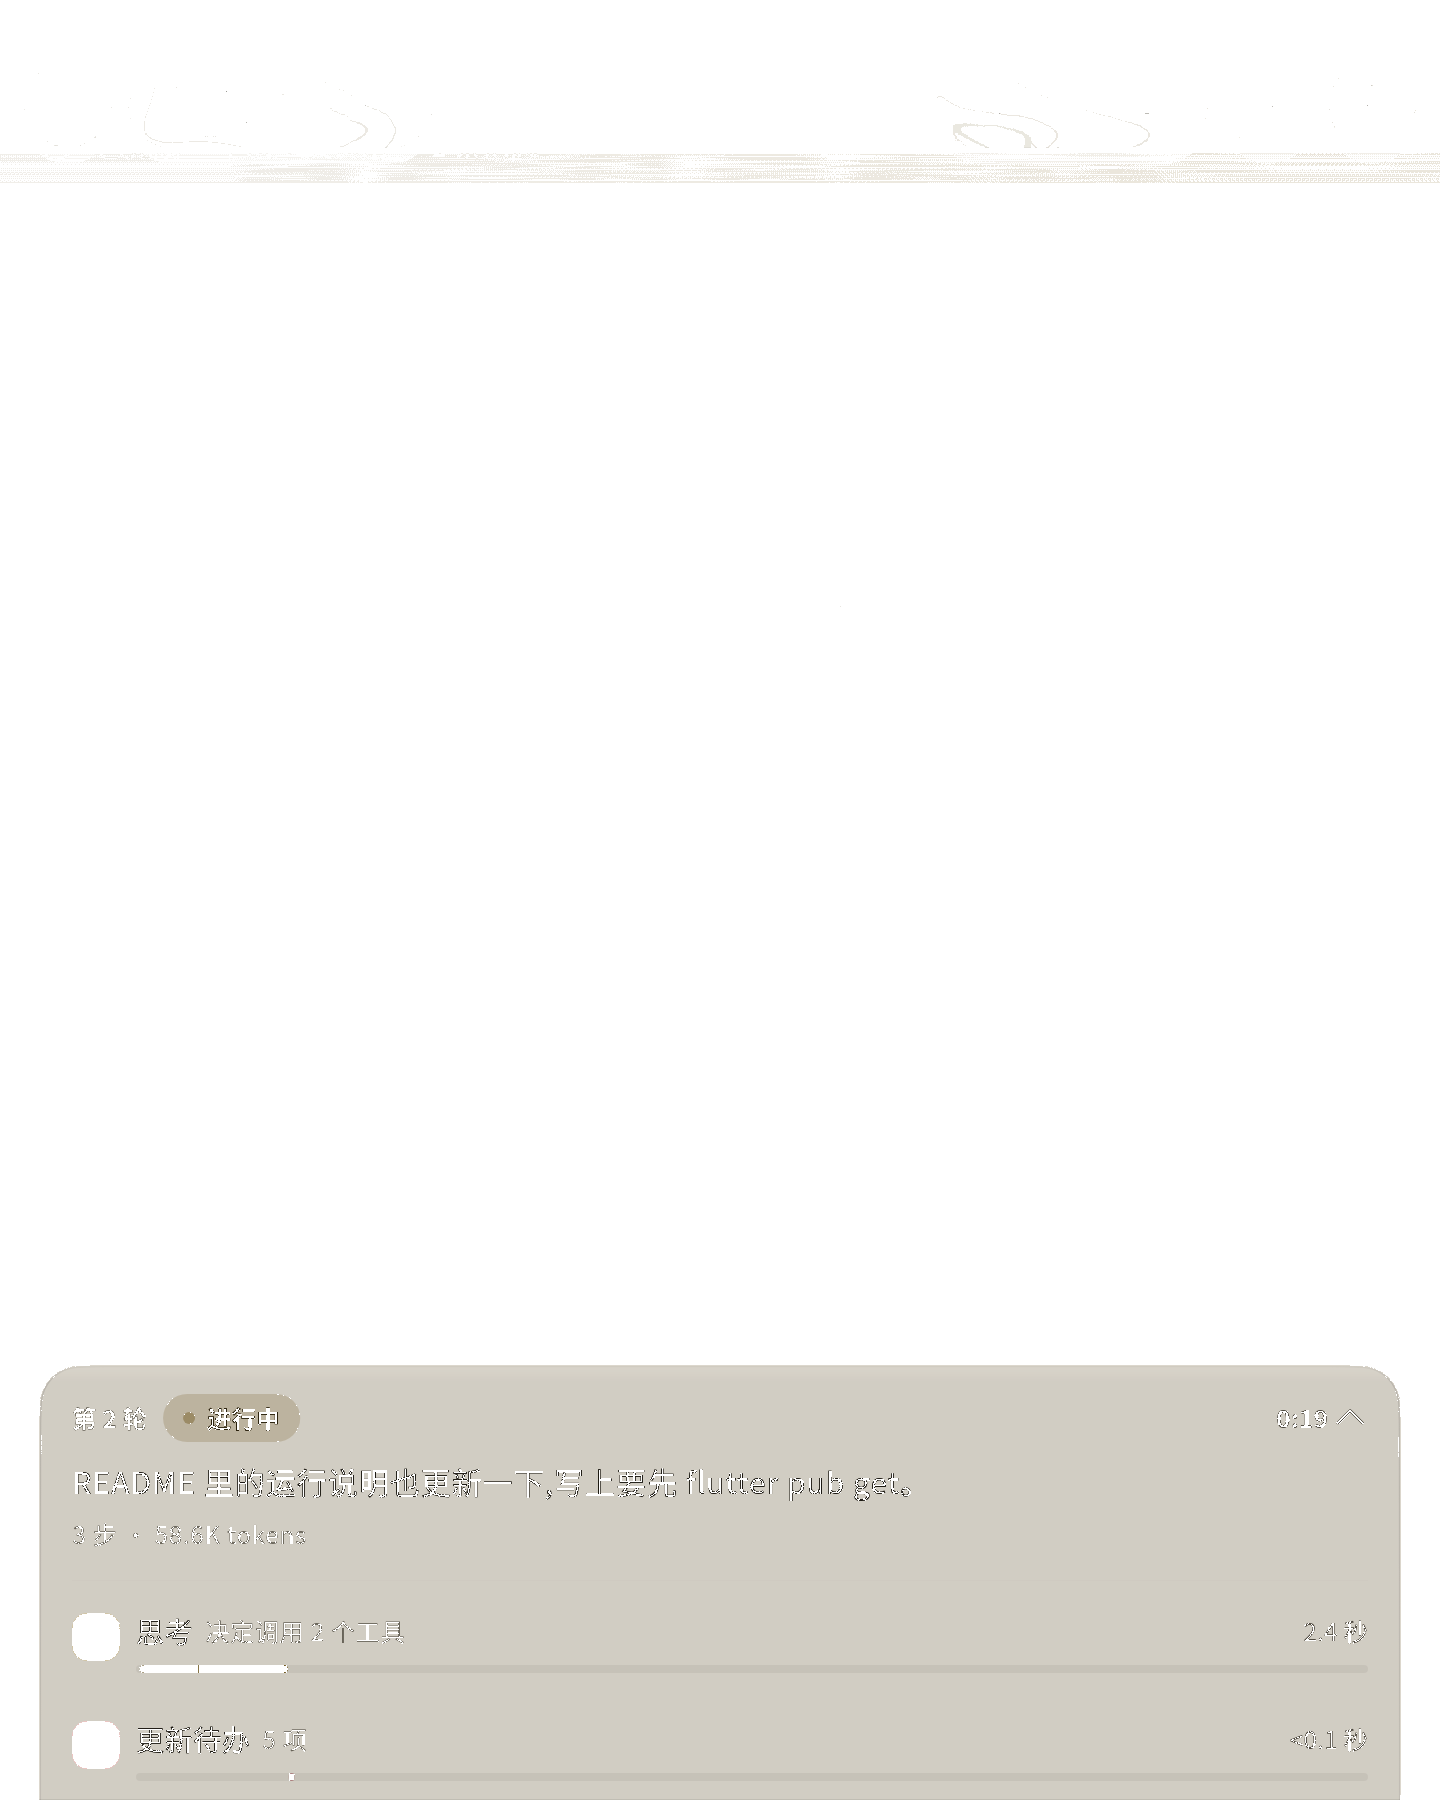 第 2 轮 进行中 0:19
README 里的运行说明也更新一下,写上要先 flutter pub get。
3 步 · 58.6K tokens
思考 决定调用 2 个工具 2.4 秒
更新待办 5 项 <0.1 秒